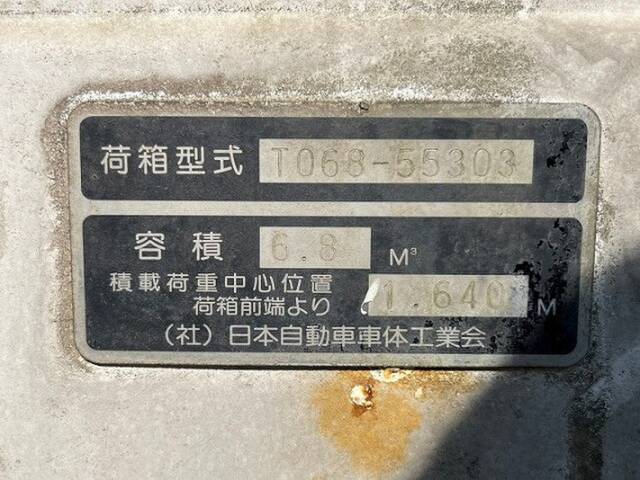 荷箱型式 T068-55303
容積 6.8 M³
積載荷重中心位置
荷箱前端より 1.640 M
（社）日本自動車車体工業会